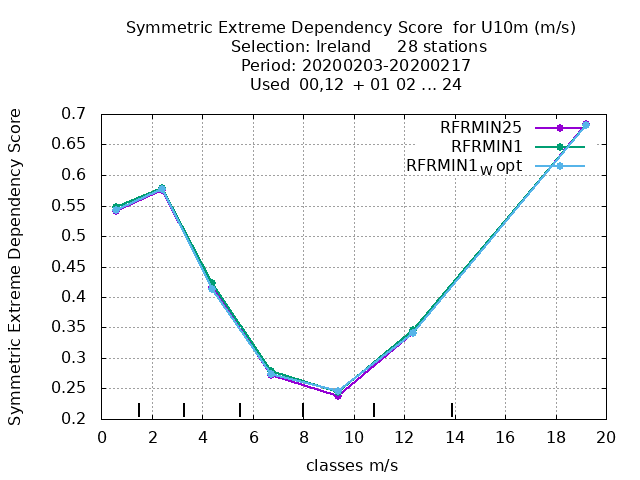 Symmetric Extreme Dependency Score for U10m (m/s)
Selection: Ireland 28 stations
Period: 20200203-20200217
Used 00,12 + 01 02 ... 24
Symmetric Extreme Dependency Score
0.7
0.65
0.6
0.55
0.5
0.45
0.4
0.35
0.3
0.25
0.2
RFRMIN25
RFRMIN1
RFRMIN1W opt
0 2 4 6 8 10 12 14 16 18 20
classes m/s